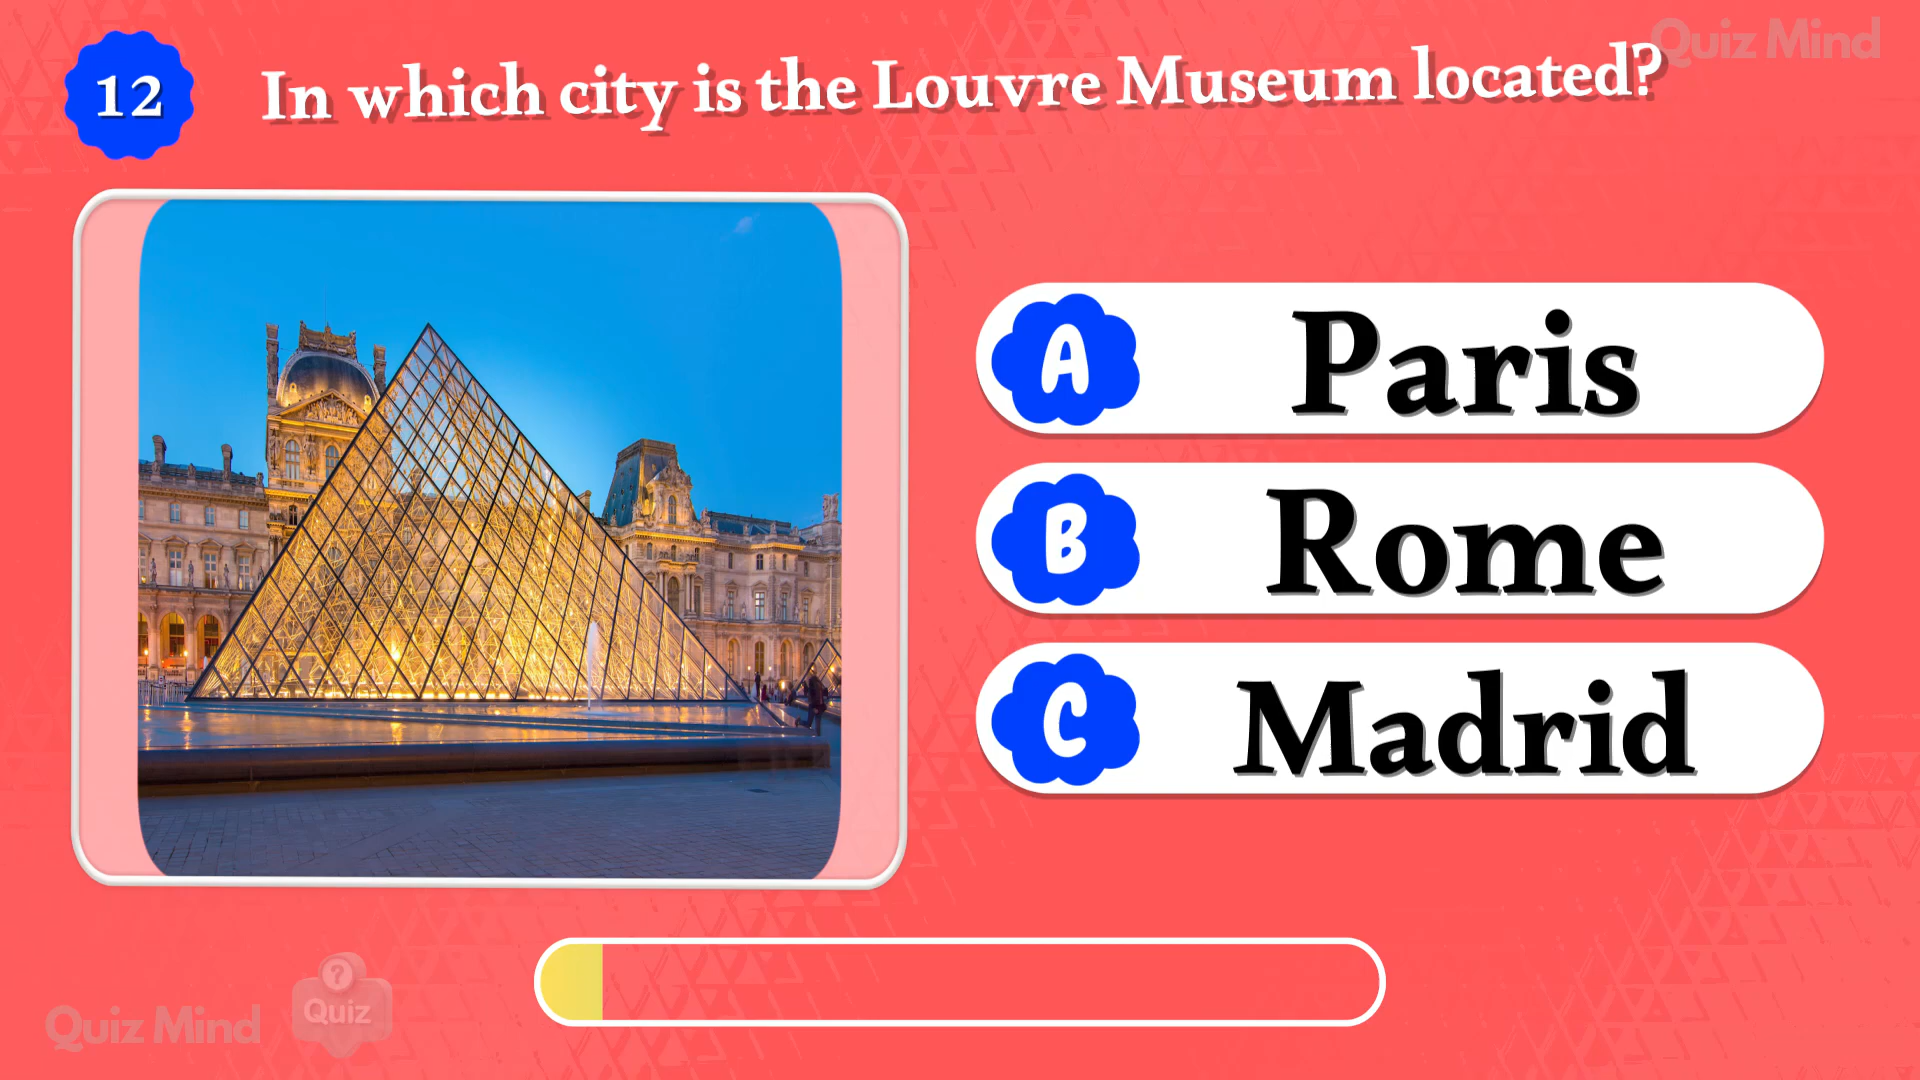 Quiz Mind
12
In which city is the Louvre Museum located?
A
Paris
B
Rome
C
Madrid
?
Quiz
Quiz Mind